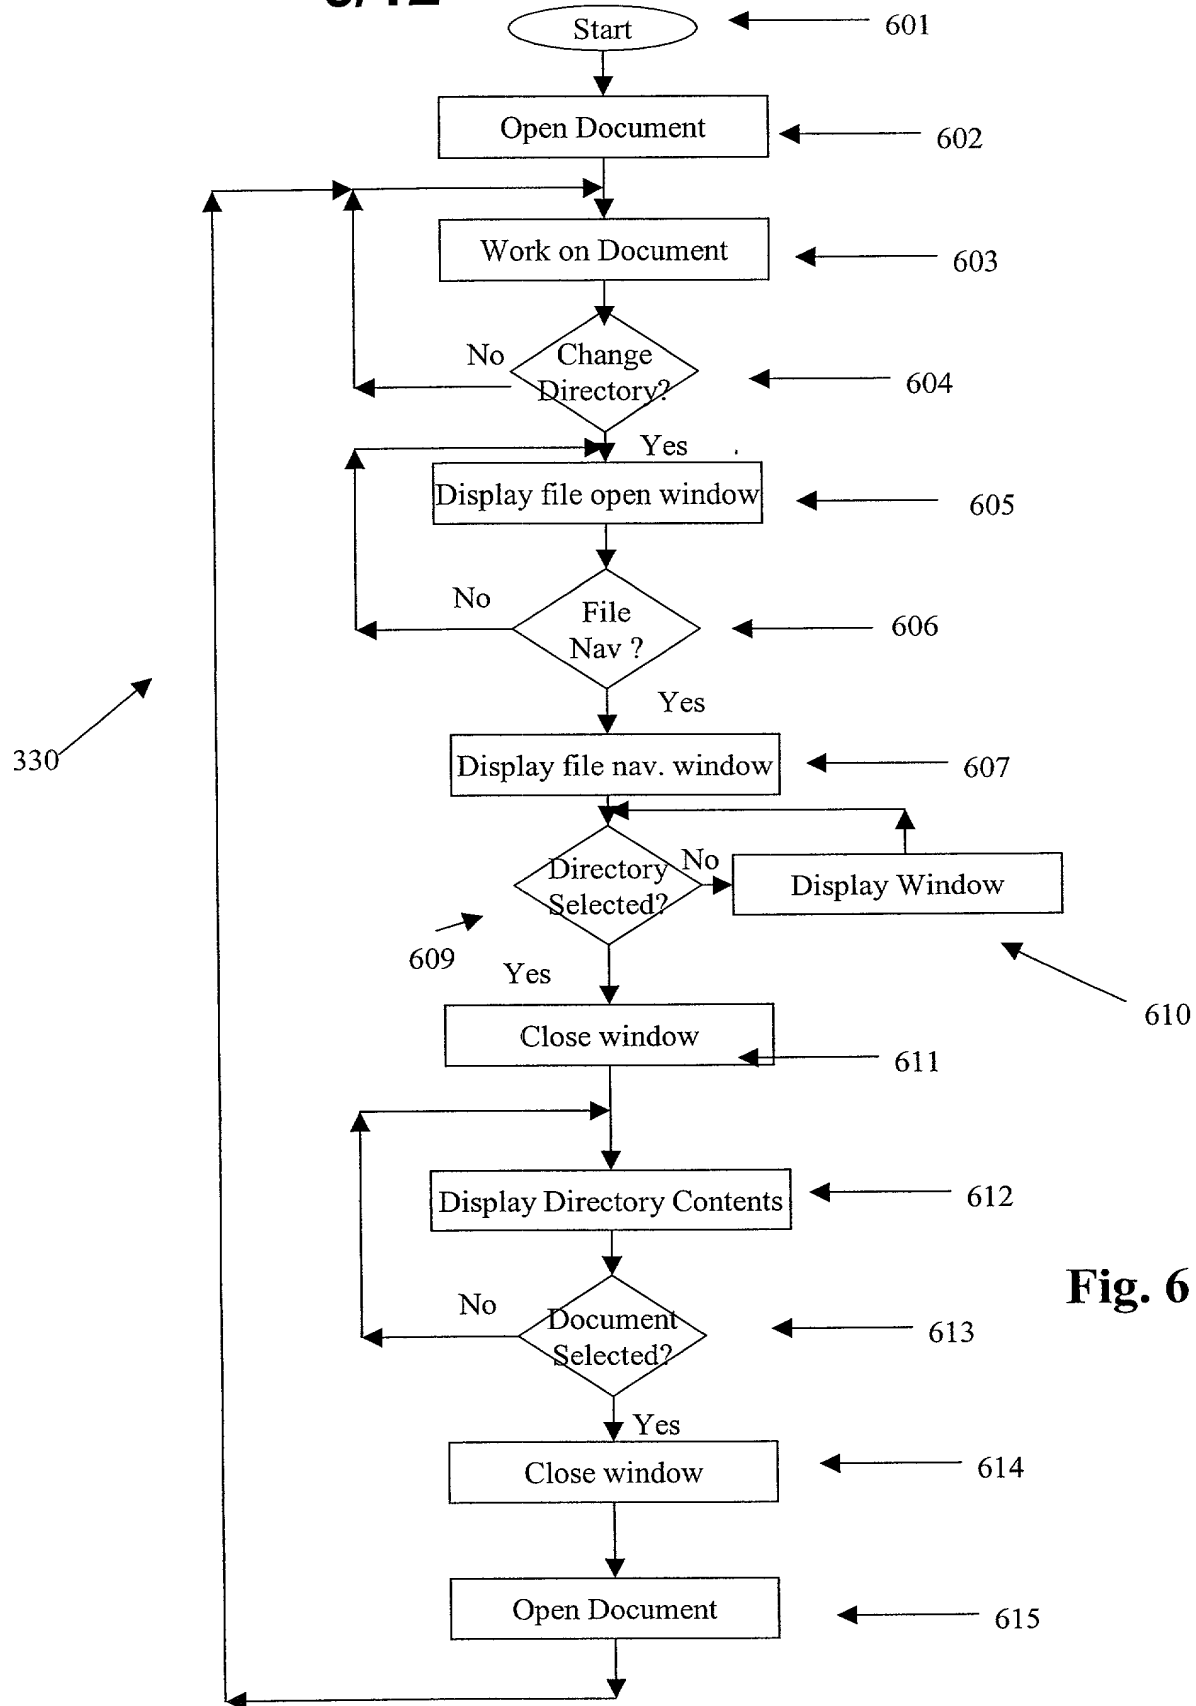 Start
601
Open Document
602
Work on Document
603
No
Change
Directory?
604
Yes
Display file open window
605
No
File
Nav ?
606
Yes
330
Display file nav. window
607
Directory
Selected?
No
Display Window
609
Yes
610
Close window
611
Display Directory Contents
612
Fig. 6
No
Document
Selected?
613
Yes
Close window
614
Open Document
615